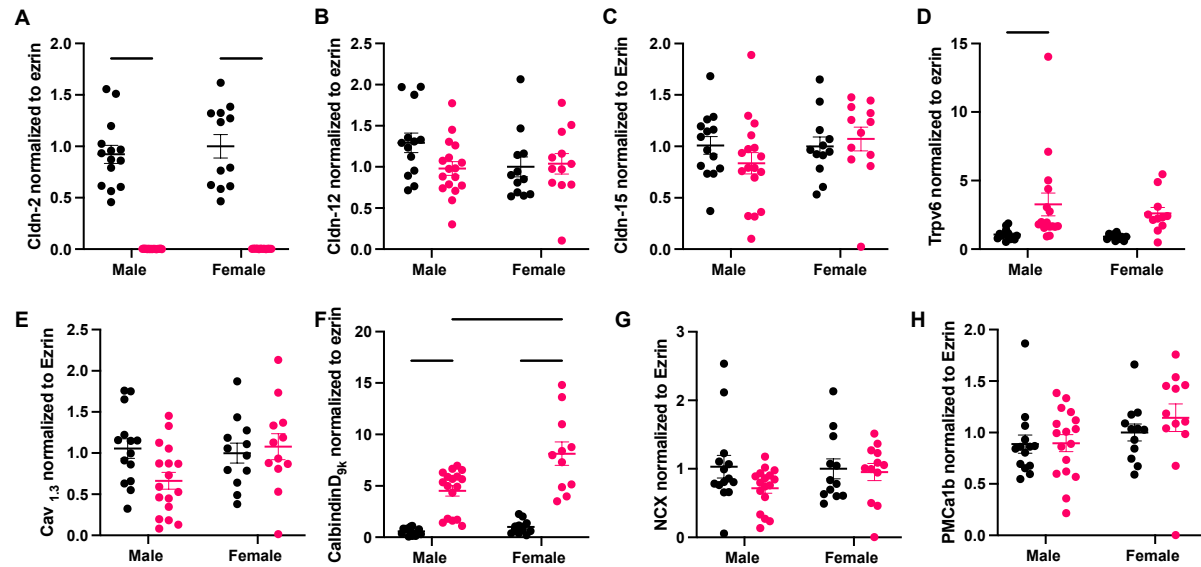 A
Cldn-2 normalized to ezrin
2.0
1.5
1.0
0.5
0.0
Male
Female
B
Cldn-12 normalized to ezrin
2.5
2.0
1.5
1.0
0.5
0.0
Male
Female
C
Cldn-15 normalized to Ezrin
2.0
1.5
1.0
0.5
0.0
Male
Female
D
Trpv6 normalized to ezrin
15
10
5
0
Male
Female
E
Cav 1.3 normalized to Ezrin
2.5
2.0
1.5
1.0
0.5
0.0
Male
Female
F
CalbindinD9k normalized to ezrin
20
15
10
5
0
Male
Female
G
NCX normalized to Ezrin
3
2
1
0
Male
Female
H
PMCa1b normalized to Ezrin
2.0
1.5
1.0
0.5
0.0
Male
Female